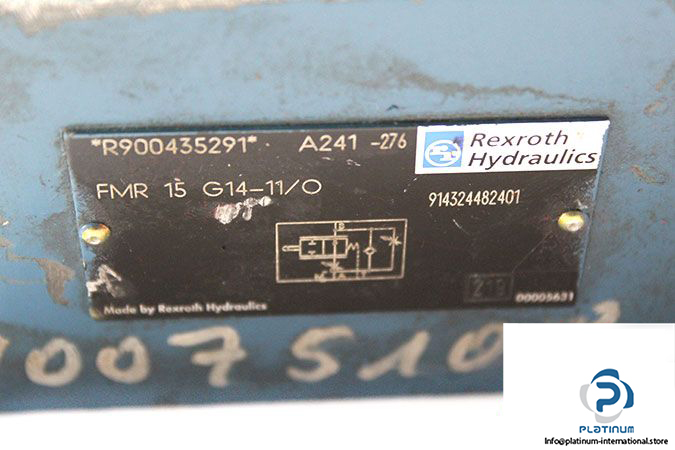 *R900435291* A241 -276
Rexroth
Hydraulics
FMR 15 G14-11/O
914324482401
B
A
Made by Rexroth Hydraulics
00005631
007510
PLATINUM
Info@platinum-international.store